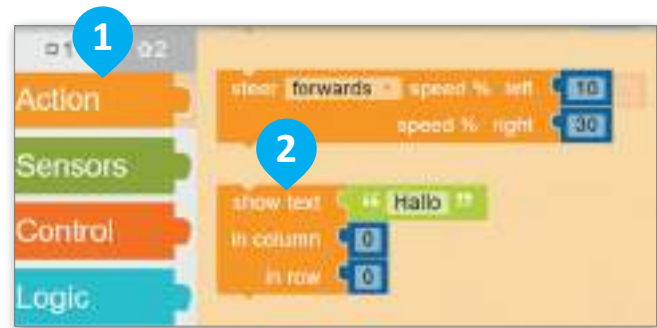 1
2
Action
Sensors
Control
Logic
steer forwards speed % left 10
speed % right 30
show text “ Hallo ”
in column 0
in row 0